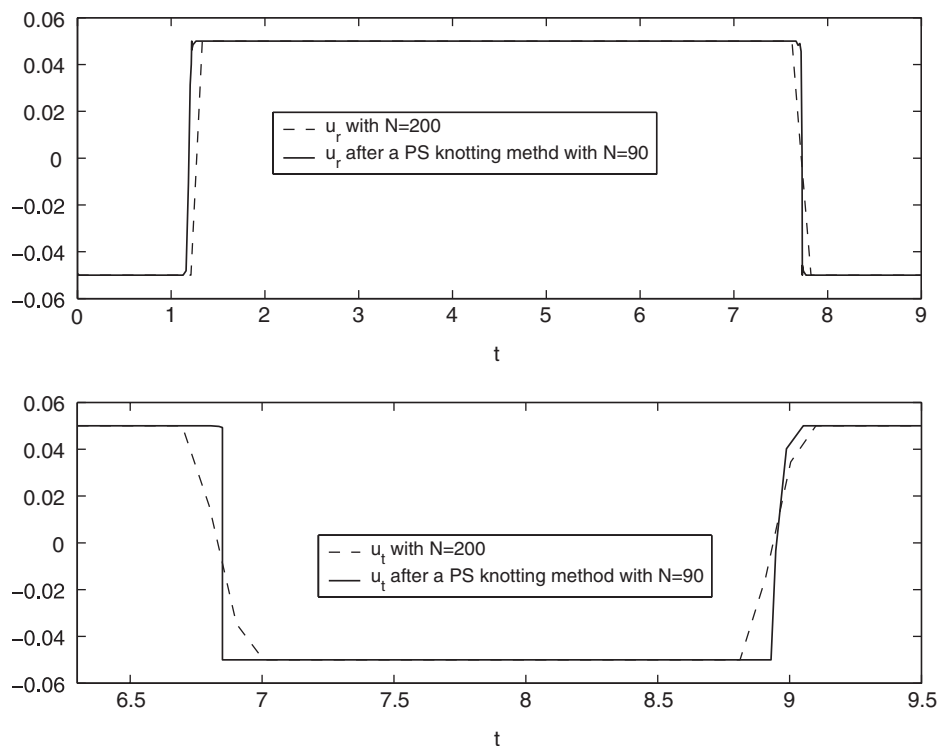 0.06
0.04
0.02
0
−0.02
−0.04
−0.06
u_r with N=200
u_r after a PS knotting methd with N=90
0 1 2 3 4 5 6 7 8 9
t
0.06
0.04
0.02
0
−0.02
−0.04
−0.06
u_t with N=200
u_t after a PS knotting method with N=90
6.5 7 7.5 8 8.5 9 9.5
t